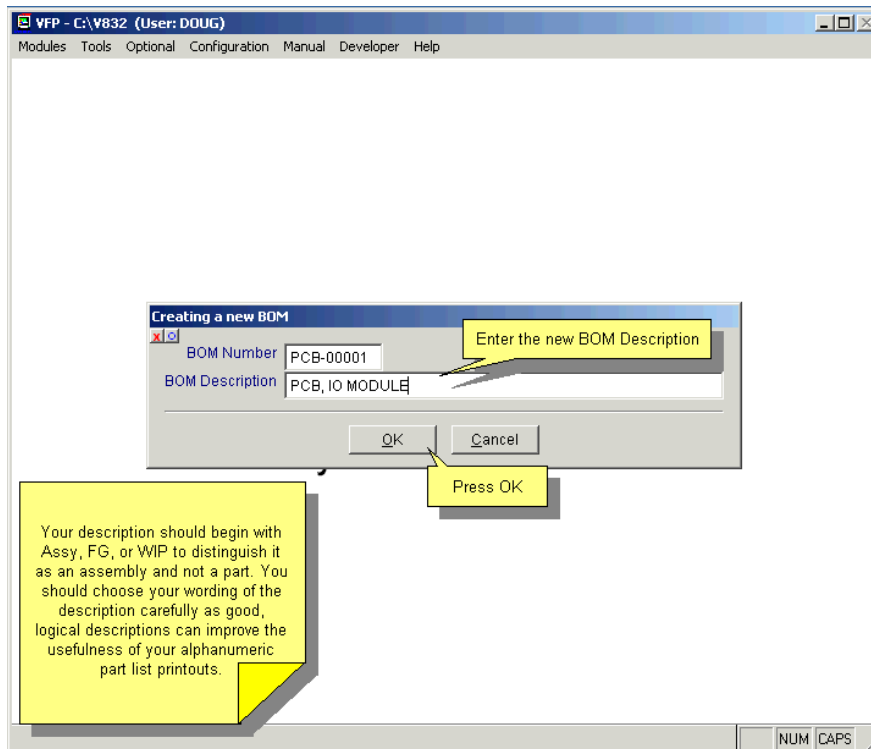 VFP - C:\V832 (User: DOUG)
Modules Tools Optional Configuration Manual Developer Help
Creating a new BOM
Enter the new BOM Description
BOM Number PCB-00001
BOM Description PCB, IO MODULE
OK Cancel
Press OK
Your description should begin with
Assy, FG, or WIP to distinguish it
as an assembly and not a part. You
should choose your wording of the
description carefully as good,
logical descriptions can improve the
usefulness of your alphanumeric
part list printouts.
NUM CAPS